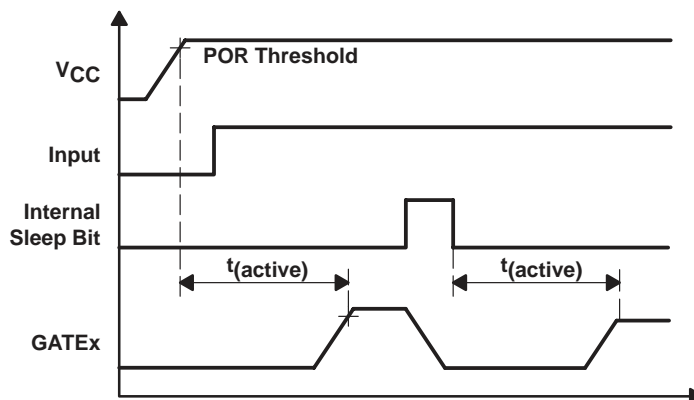 VCC
POR Threshold
Input
Internal
Sleep Bit
t(active)
t(active)
GATEx